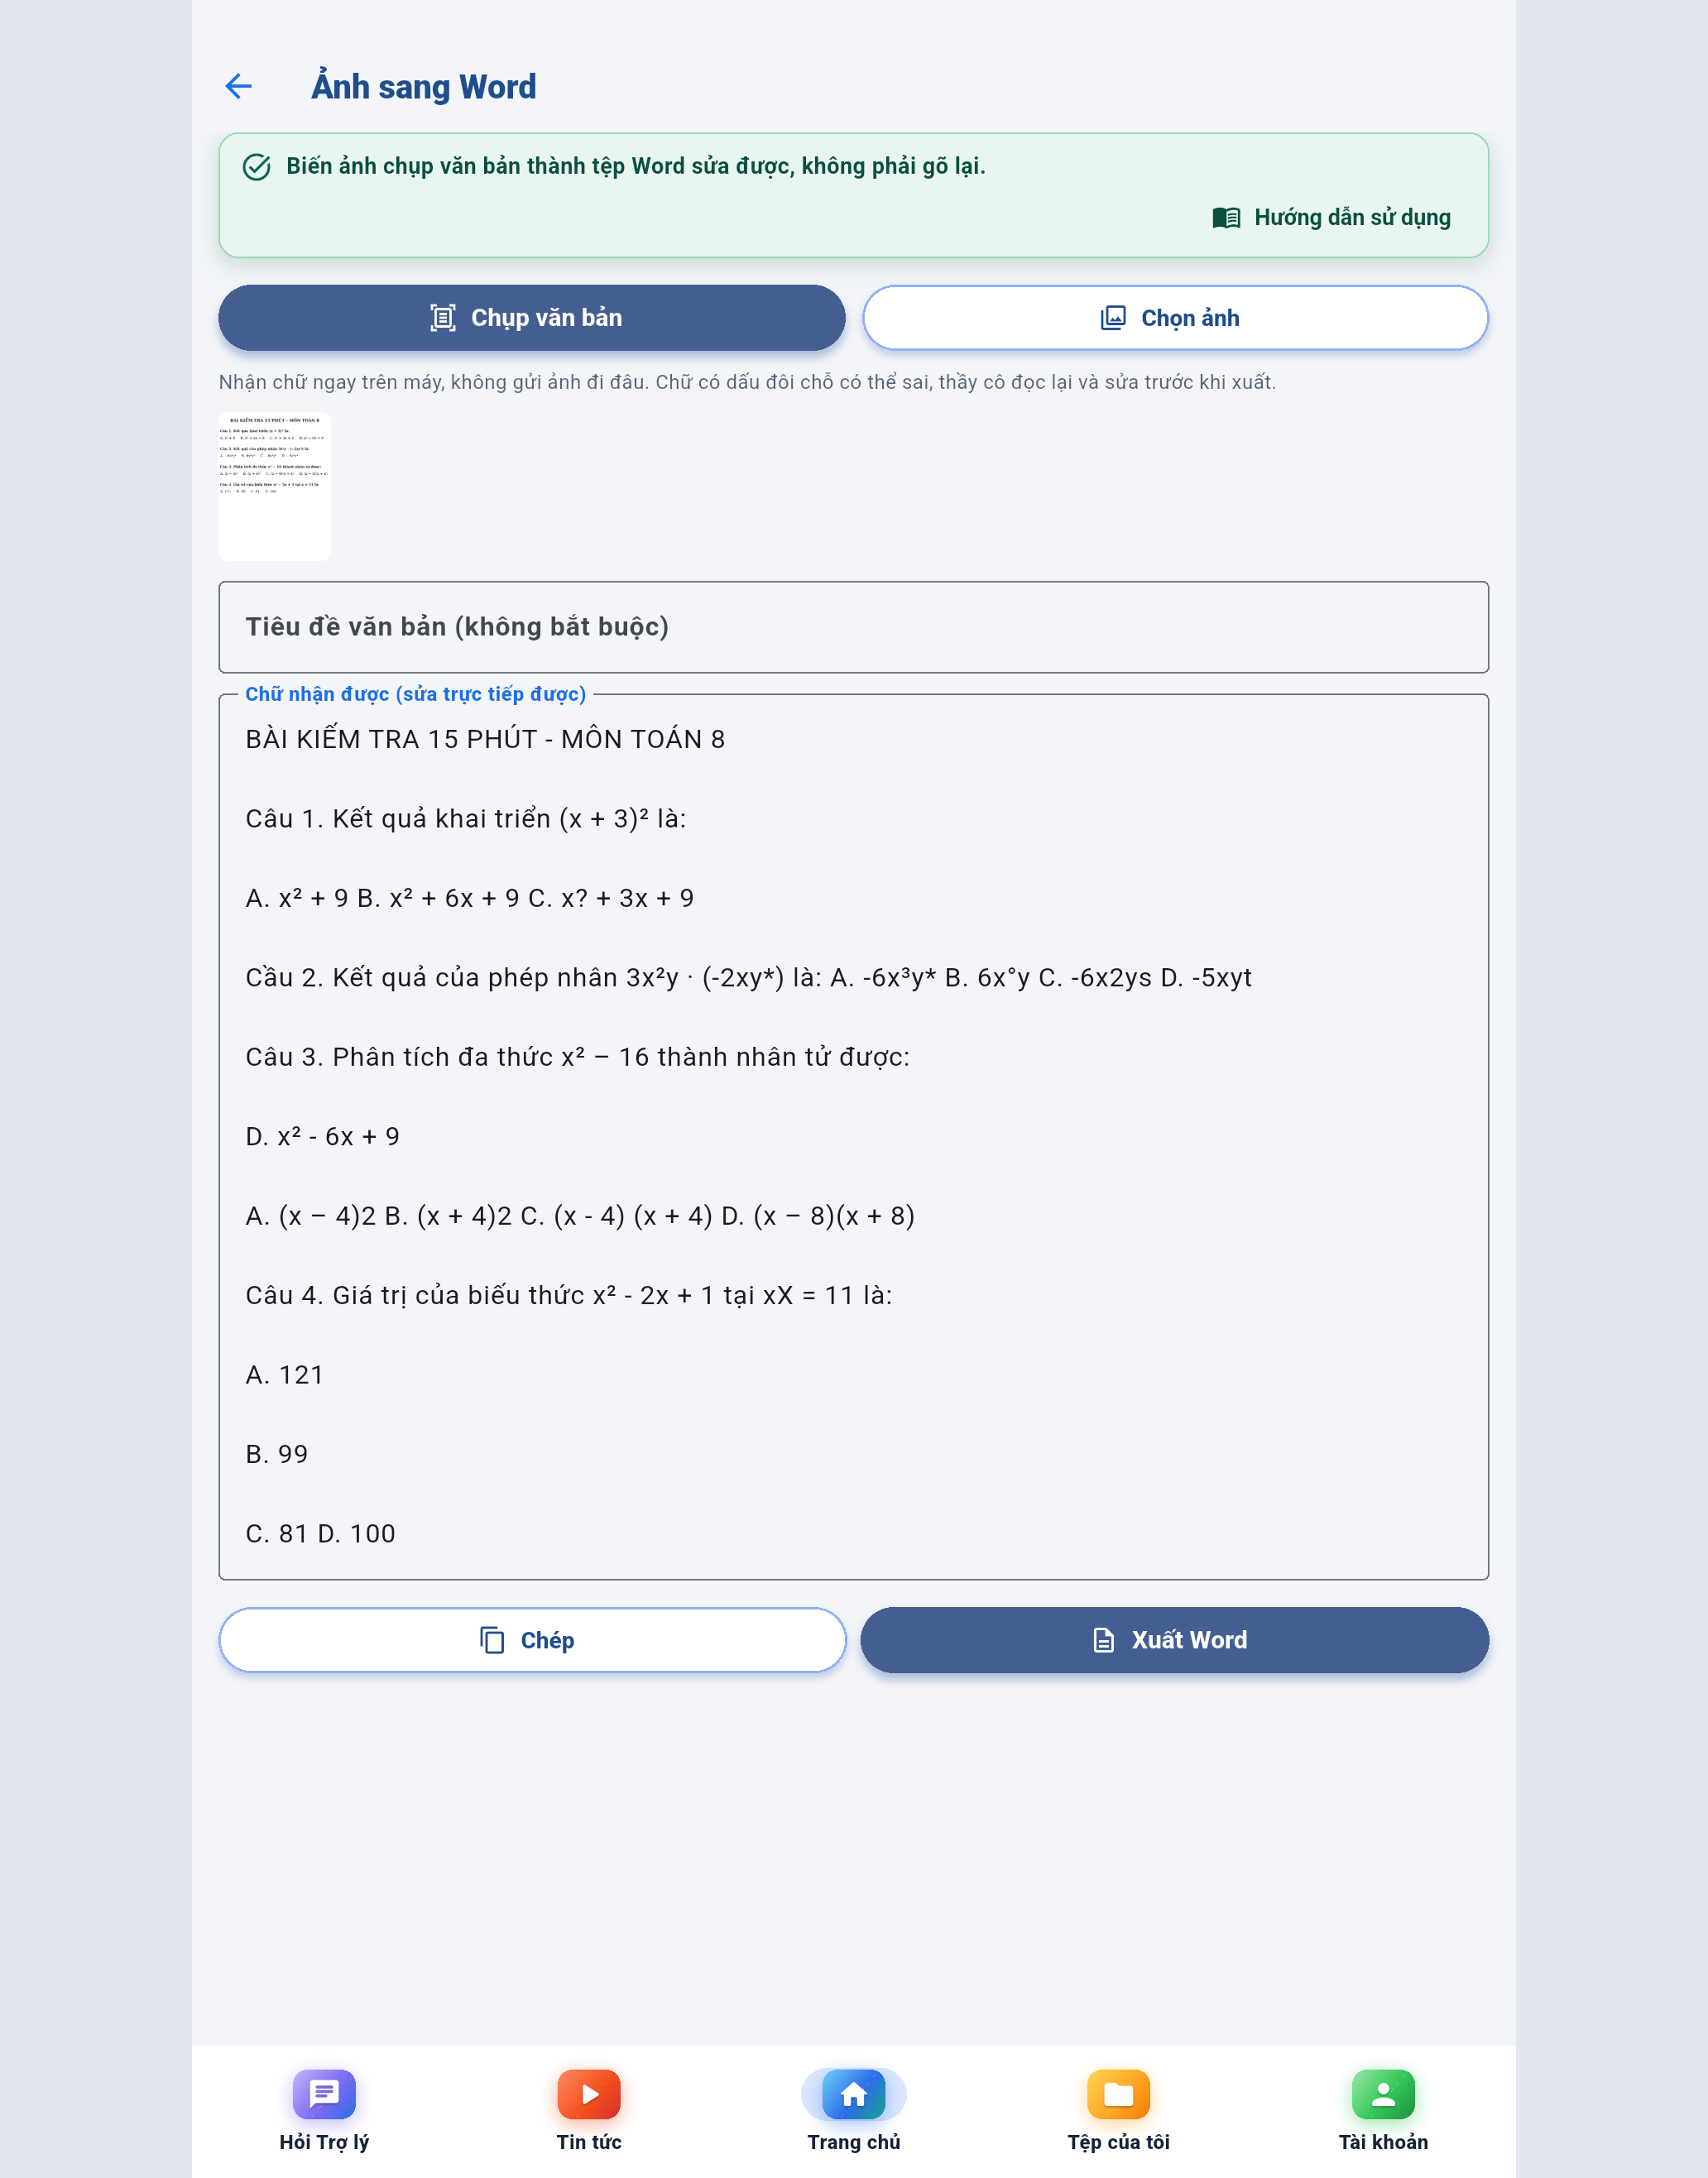 Ảnh sang Word
Biến ảnh chụp văn bản thành tệp Word sửa được, không phải gõ lại.
Hướng dẫn sử dụng
Chụp văn bản
Chọn ảnh
Nhận chữ ngay trên máy, không gửi ảnh đi đâu. Chữ có dấu đôi chỗ có thể sai, thầy cô đọc lại và sửa trước khi xuất.
BÀI KIỂM TRA 15 PHÚT - MÔN TOÁN 8
Tiêu đề văn bản (không bắt buộc)
Chữ nhận được (sửa trực tiếp được)
BÀI KIẾM TRA 15 PHÚT - MÔN TOÁN 8
Câu 1. Kết quả khai triển (x + 3)² là:
A. x² + 9 B. x² + 6x + 9 C. x? + 3x + 9
Cầu 2. Kết quả của phép nhân 3x²y · (-2xy*) là: A. -6x³y* B. 6x°y C. -6x2ys D. -5xyt
Câu 3. Phân tích đa thức x² – 16 thành nhân tử được:
D. x² - 6x + 9
A. (x – 4)2 B. (x + 4)2 C. (x - 4) (x + 4) D. (x – 8)(x + 8)
Câu 4. Giá trị của biếu thức x² - 2x + 1 tại xX = 11 là:
A. 121
B. 99
C. 81 D. 100
Chép
Xuất Word
Hỏi Trợ lý
Tin tức
Trang chủ
Tệp của tôi
Tài khoản